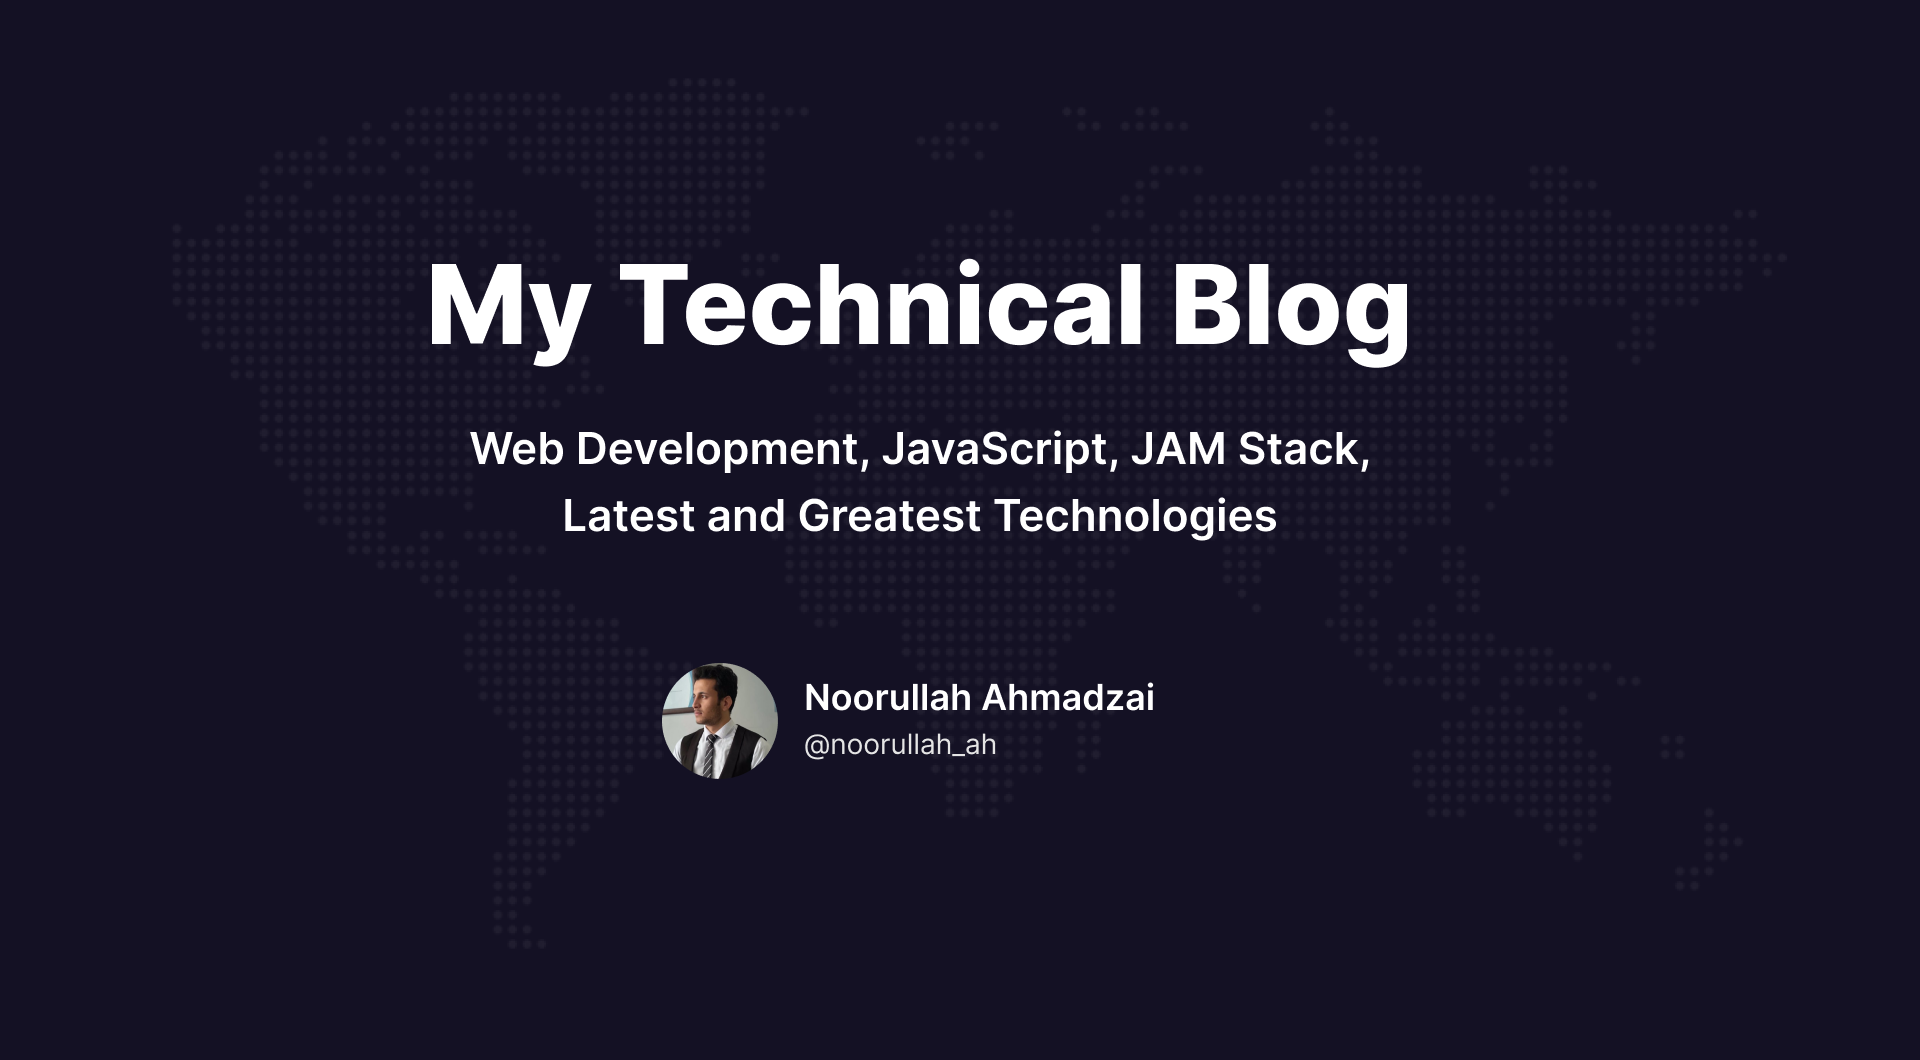 My Technical Blog
Web Development, JavaScript, JAM Stack,
Latest and Greatest Technologies
Noorullah Ahmadzai
@noorullah_ah